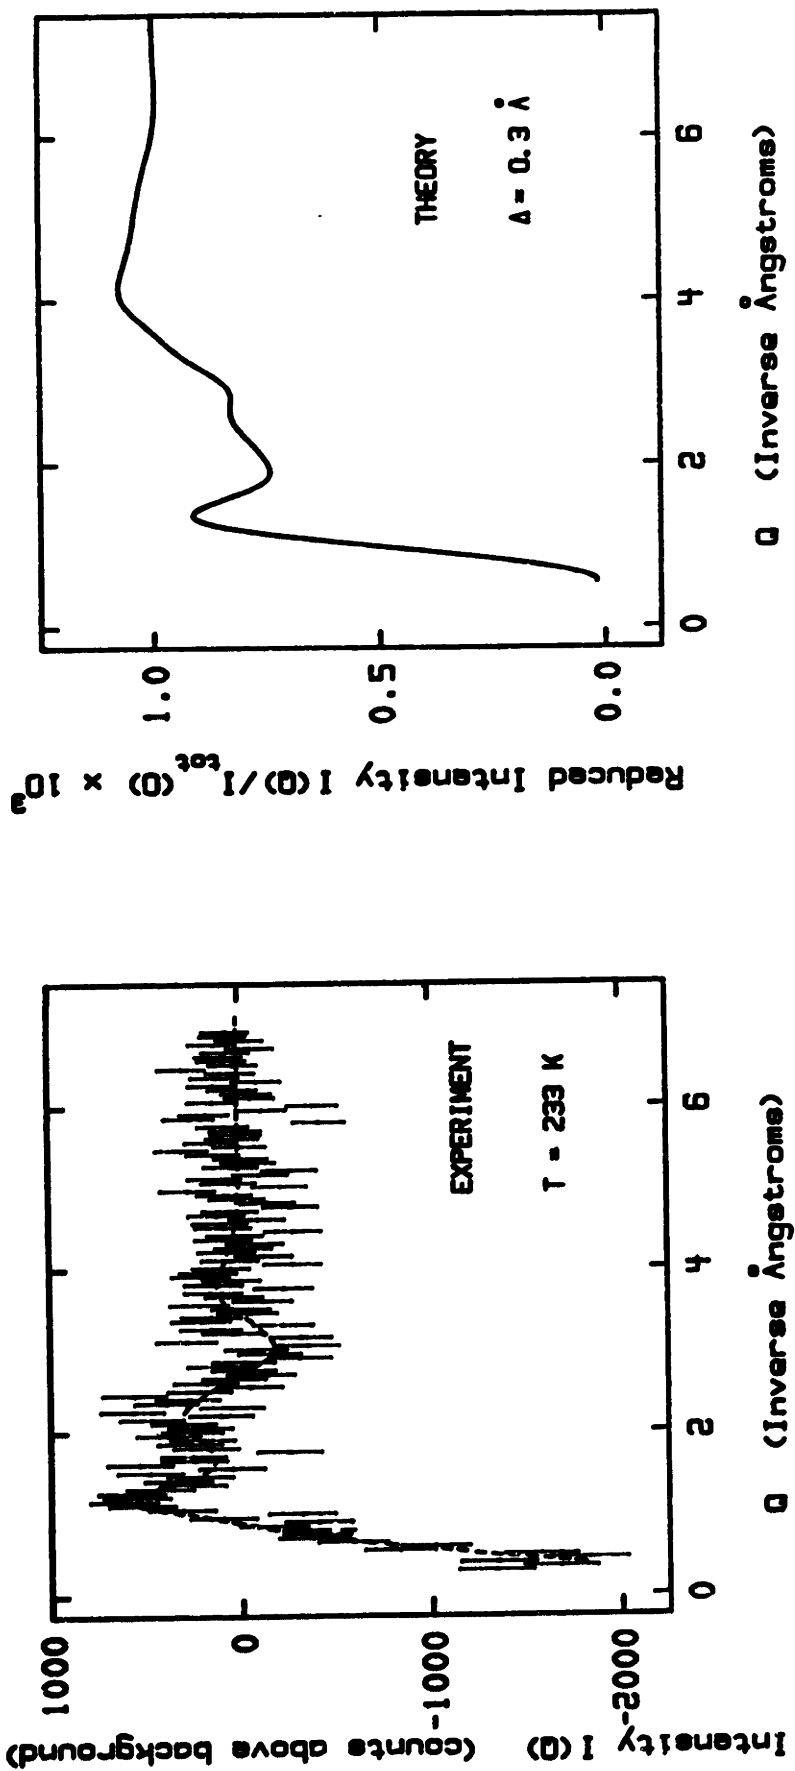 Intensity I(Q) (counts above background)
1000
0
-1000
-2000
EXPERIMENT
T = 233 K
0 2 4 6
Q (Inverse Ångstroms)
Reduced Intensity I(Q)/I_tot(Q) × 10³
1.0
0.5
0.0
THEORY
Δ = 0.3 Å
0 2 4 6
Q (Inverse Ångstroms)